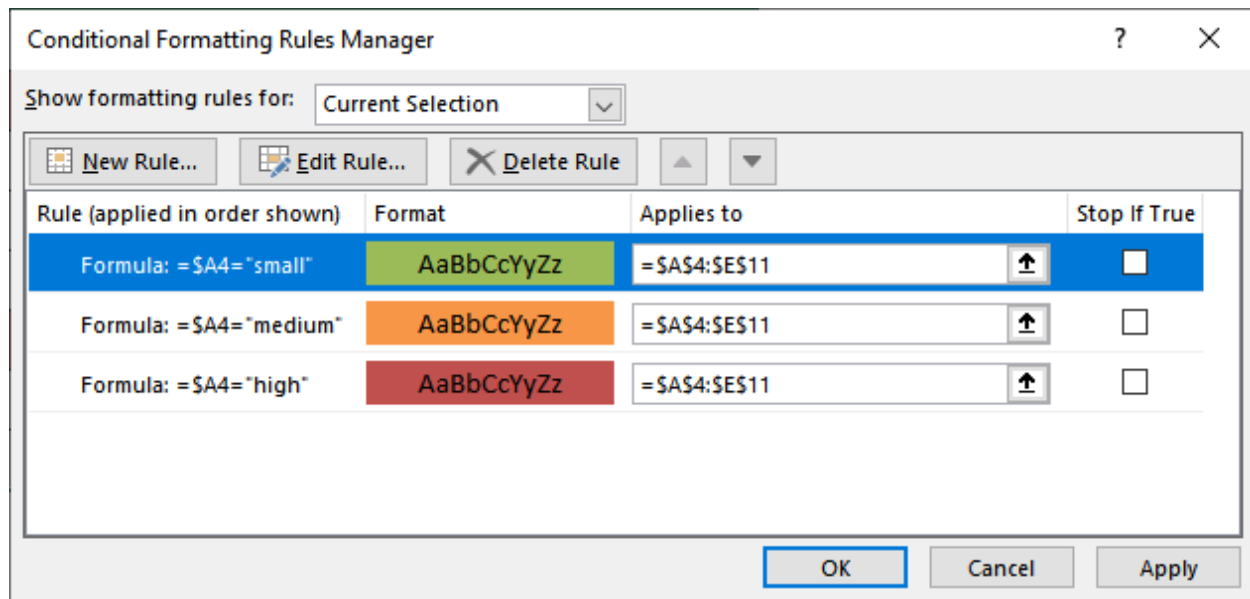 Conditional Formatting Rules Manager ?
Show formatting rules for: Current Selection
New Rule... Edit Rule... Delete Rule
Rule (applied in order shown) Format Applies to Stop If True
Formula: =$A4="small" AaBbCcYyZz =$A$4:$E$11
Formula: =$A4="medium" AaBbCcYyZz =$A$4:$E$11
Formula: =$A4="high" AaBbCcYyZz =$A$4:$E$11
OK Cancel Apply